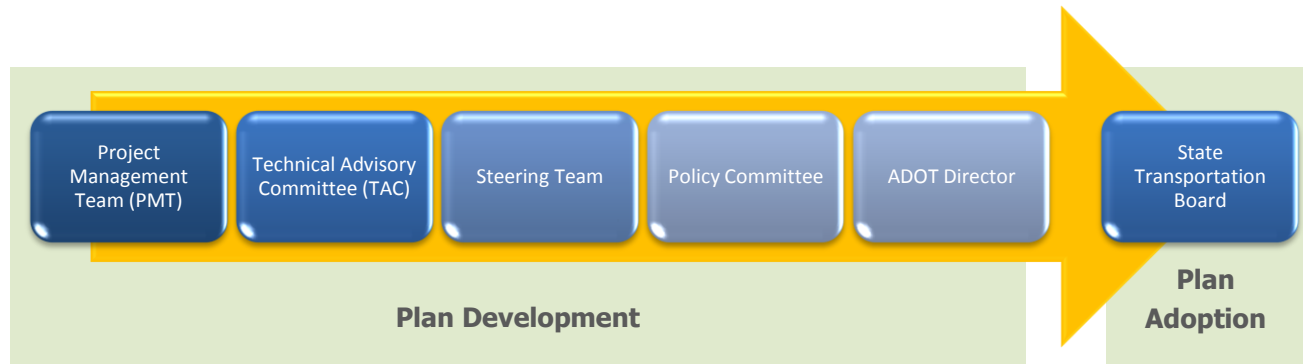 Project
Management
Team (PMT)
Technical Advisory
Committee (TAC)
Steering Team
Policy Committee
ADOT Director
State
Transportation
Board
Plan Development
Plan
Adoption